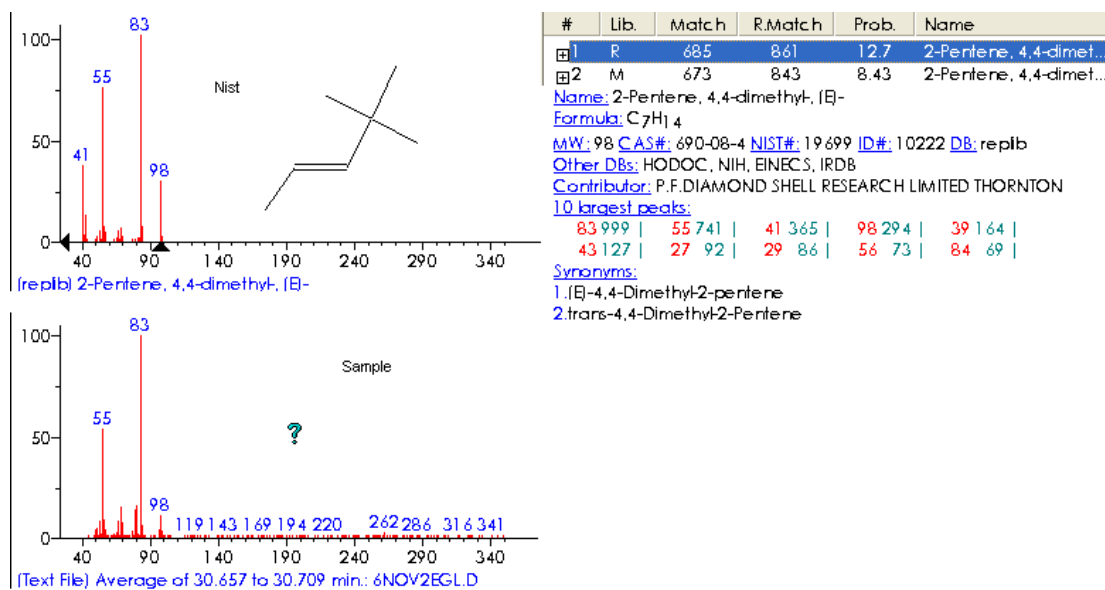 83
100
55
Nist
50
41
98
0
40 90 140 190 240 290 340
(replib) 2-Pentene, 4,4-dimethyl-, (E)-
83
100
Sample
55
50
98
119 143 169 194 220 262 286 316 341
0
40 90 140 190 240 290 340
(Text File) Average of 30.657 to 30.709 min.: 6NOV2EGL.D
# Lib. Match R.Match Prob. Name
1 R 685 861 12.7 2-Pentene, 4,4-dimet...
2 M 673 843 8.43 2-Pentene, 4,4-dimet...
Name: 2-Pentene, 4,4-dimethyl-, (E)-
Formula: C7H14
MW: 98 CAS#: 690-08-4 NIST#: 19699 ID#: 10222 DB: replib
Other DBs: HODOC, NIH, EINECS, IRDB
Contributor: P.F.DIAMOND SHELL RESEARCH LIMITED THORNTON
10 largest peaks:
83 999 | 55 741 | 41 365 | 98 294 | 39 164 |
43 127 | 27 92 | 29 86 | 56 73 | 84 69 |
Synonyms:
1.(E)-4,4-Dimethyl-2-pentene
2.trans-4,4-Dimethyl-2-Pentene